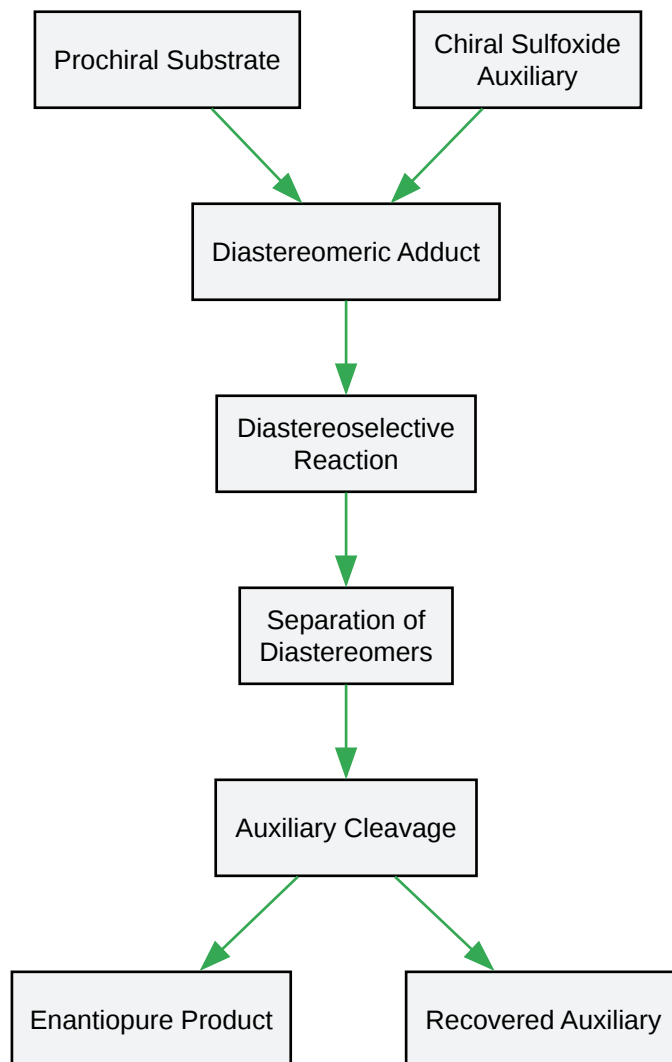 Prochiral Substrate
Chiral Sulfoxide
Auxiliary
Diastereomeric Adduct
Diastereoselective
Reaction
Separation of
Diastereomers
Auxiliary Cleavage
Enantiopure Product
Recovered Auxiliary